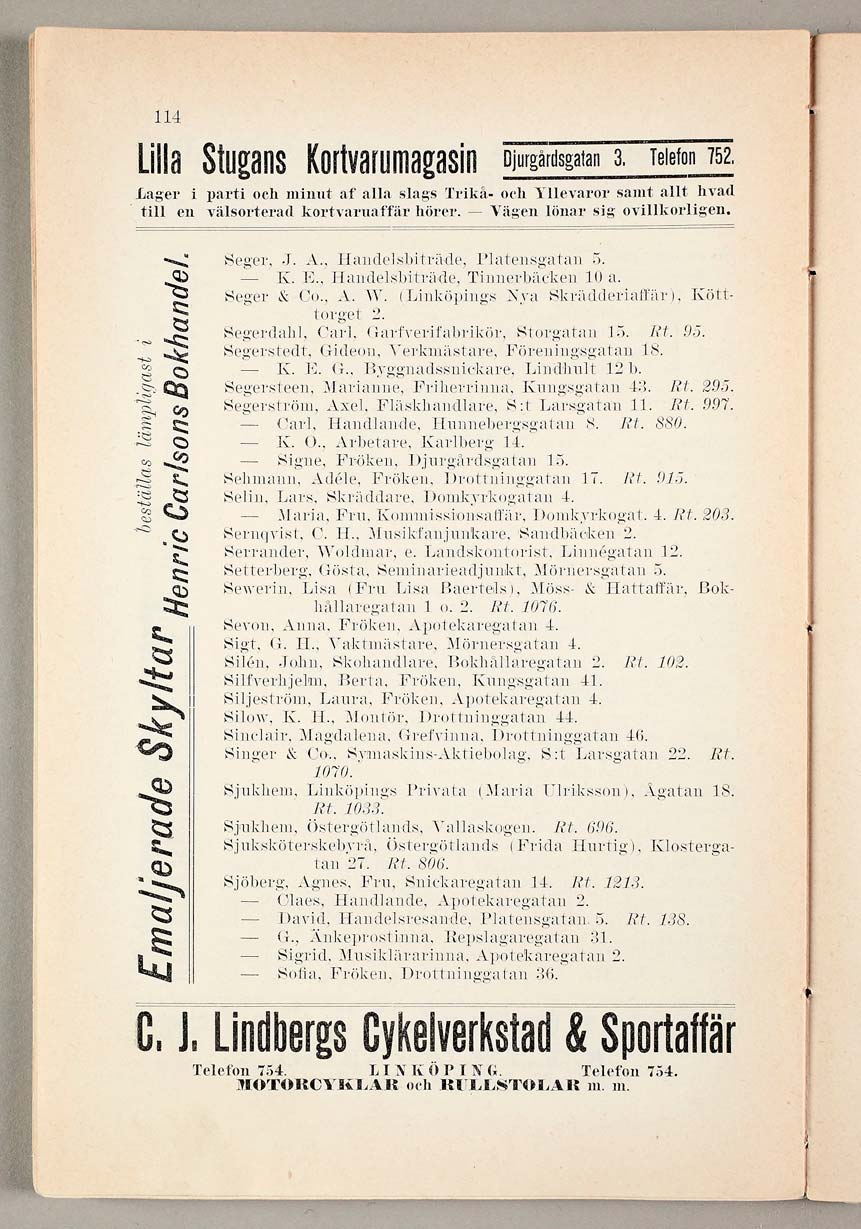 114
Lilla Stugans Kortvarumagasin Djurgårdsgatan 3. Telefon 752.
Lager i parti och minut af alla slags Trikå- och Yllevaror samt allt hvad
till en välsorterad kortvaruaffär hörer. — Vägen lönar sig ovillkorligen.
Emaljerade Skyltar beställas lämpligast i
Henric Carlsons Bokhandel.
Seger, J. A., Handelsbiträde, Platensgatan 5.
— K. E., Handelsbiträde, Tinnerbäcken 10 a.
Seger & Co., A. W. (Linköpings Nya Skrädderiaffär), Kött-
torget 2.
Segerdahl, Carl, Garfverifabrikör, Storgatan 15. Rt. 95.
Segerstedt, Gideon, Verkmästare, Föreningsgatan 18.
— K. E. G., Byggnadssnickare, Lindhult 12 b.
Segersteen, Marianne, Friherrinna, Kungsgatan 43. Rt. 295.
Segerström, Axel, Fläskhandlare, S:t Larsgatan 11. Rt. 997.
— Carl, Handlande, Hunnebergsgatan 8. Rt. 880.
— K. O., Arbetare, Karlberg 14.
— Signe, Fröken, Djurgårdsgatan 15.
Sehmann, Adéle, Fröken, Drottninggatan 17. Rt. 915.
Selin, Lars, Skräddare, Domkyrkogatan 4.
— Maria, Fru, Kommissionsaffär, Domkyrkogat. 4. Rt. 203.
Sernqvist, C. H., Musikfanjunkare, Sandbäcken 2.
Serrander, Woldmar, e. Landskontorist, Linnégatan 12.
Setterberg, Gösta, Seminarieadjunkt, Mörnersgatan 5.
Sewerin, Lisa (Fru Lisa Baertels), Möss- & Hattaffär, Bok-
hållaregatan 1 o. 2. Rt. 1076.
Sevon, Anna, Fröken, Apotekaregatan 4.
Sigt, G. H., Vaktmästare, Mörnersgatan 4.
Silén, John, Skohandlare, Bokhållaregatan 2. Rt. 102.
Silfverhjelm, Berta, Fröken, Kungsgatan 41.
Siljeström, Laura, Fröken, Apotekaregatan 4.
Silow, K. H., Montör, Drottninggatan 44.
Sinclair, Magdalena, Grefvinna, Drottninggatan 46.
Singer & Co., Symaskins-Aktiebolag, S:t Larsgatan 22. Rt.
1070.
Sjukhem, Linköpings Privata (Maria Ulriksson), Ågatan 18.
Rt. 1033.
Sjukhem, Östergötlands, Vallaskogen. Rt. 696.
Sjuksköterskebyrå, Östergötlands (Frida Hurtig), Klosterga-
tan 27. Rt. 806.
Sjöberg, Agnes, Fru, Snickaregatan 14. Rt. 1213.
— Claes, Handlande, Apotekaregatan 2.
— David, Handelsresande, Platensgatan 5. Rt. 138.
— G., Änkeprostinna, Repslagaregatan 31.
— Sigrid, Musiklärarinna, Apotekaregatan 2.
— Sofia, Fröken, Drottninggatan 36.
C. J. Lindbergs Cykelverkstad & Sportaffär
Telefon 754. LINKÖPING. Telefon 754.
MOTORCYKLAR och RULLSTOLAR m. m.